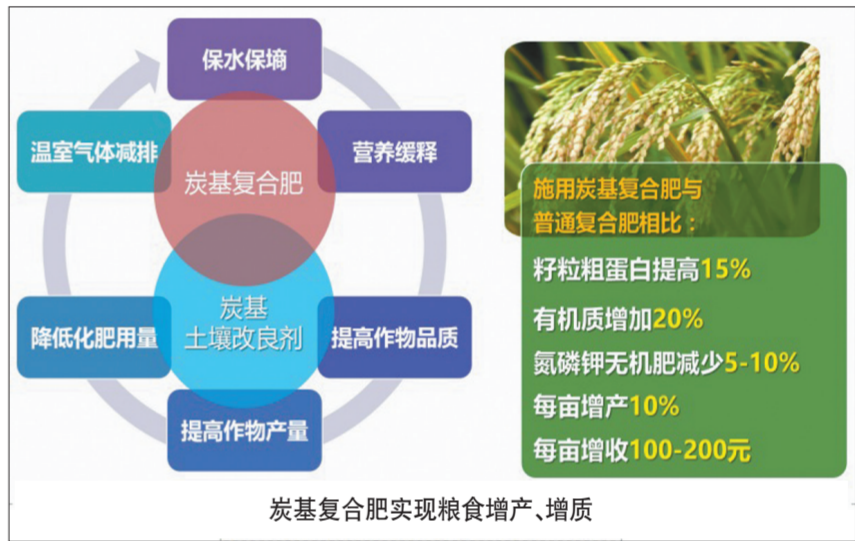 保水保墒
温室气体减排
营养缓释
炭基复合肥
炭基
土壤改良剂
降低化肥用量
提高作物品质
提高作物产量
施用炭基复合肥与
普通复合肥相比：
籽粒粗蛋白提高15%
有机质增加20%
氮磷钾无机肥减少5-10%
每亩增产10%
每亩增收100-200元
炭基复合肥实现粮食增产、增质